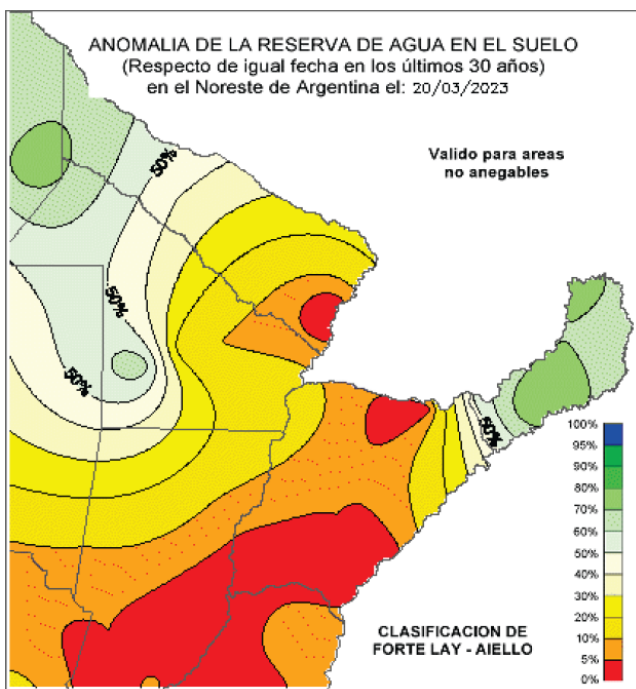 ANOMALIA DE LA RESERVA DE AGUA EN EL SUELO
(Respecto de igual fecha en los últimos 30 años)
en el Noreste de Argentina el: 20/03/2023
Valido para areas
no anegables
50%
50%
50%
50%
100%
95%
90%
80%
70%
60%
50%
40%
30%
20%
10%
5%
0%
CLASIFICACION DE
FORTE LAY - AIELLO